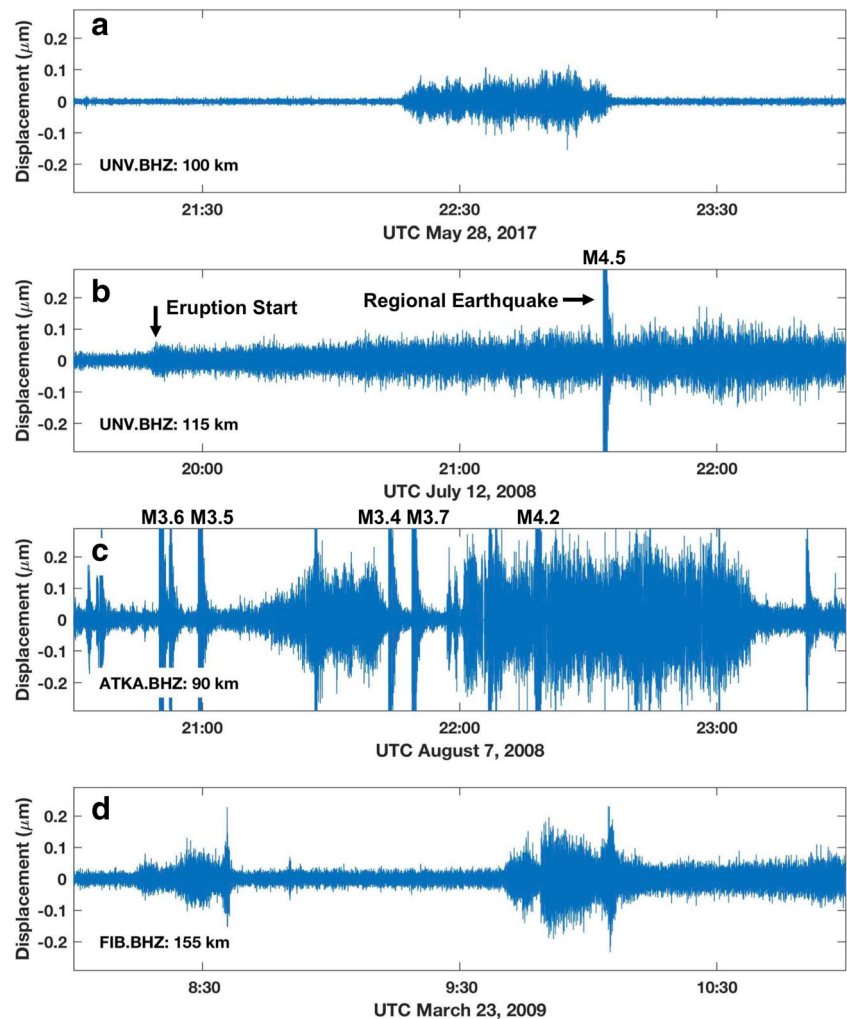 a
Displacement (μm)
0.2
0.1
0
-0.1
-0.2
UNV.BHZ: 100 km
21:30 22:30 23:30
UTC May 28, 2017
M4.5
b
Displacement (μm)
0.2
0.1
0
-0.1
-0.2
Eruption Start
Regional Earthquake
UNV.BHZ: 115 km
20:00 21:00 22:00
UTC July 12, 2008
M3.6 M3.5 M3.4 M3.7 M4.2
c
Displacement (μm)
0.2
0.1
0
-0.1
-0.2
ATKA.BHZ: 90 km
21:00 22:00 23:00
UTC August 7, 2008
d
Displacement (μm)
0.2
0.1
0
-0.1
-0.2
FIB.BHZ: 155 km
8:30 9:30 10:30
UTC March 23, 2009